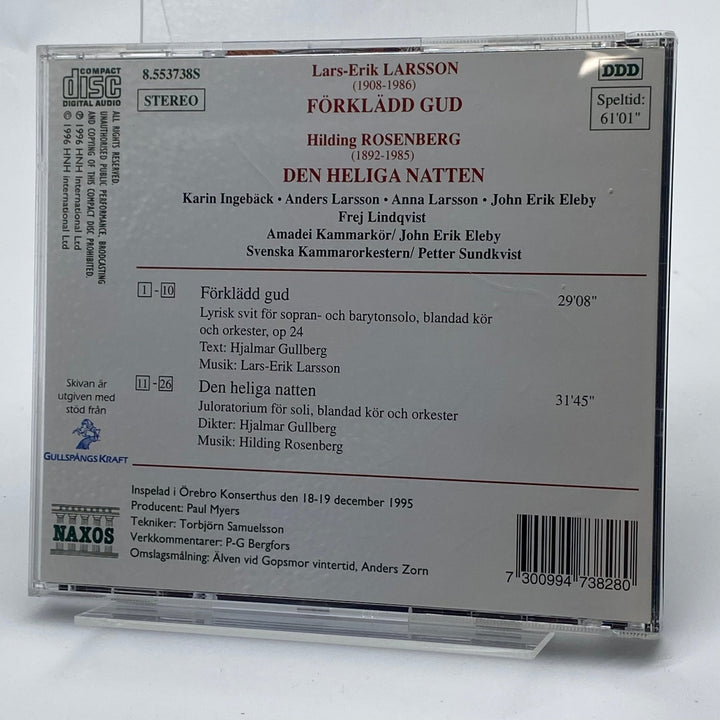 COMPACT
disc
DIGITAL AUDIO
8.553738S
STEREO
ALL RIGHTS RESERVED.
UNAUTHORISED PUBLIC PERFORMANCE, BRODCASTING
AND COPYING OF THIS COMPACT DISC PROHIBITED.
℗ 1996 HNH International Ltd
© 1996 HNH International Ltd
Lars-Erik LARSSON
(1908-1986)
FÖRKLÄDD GUD
Hilding ROSENBERG
(1892-1985)
DEN HELIGA NATTEN
DDD
Speltid:
61'01"
Karin Ingebäck • Anders Larsson • Anna Larsson • John Erik Eleby
Frej Lindqvist
Amadei Kammarkör/ John Erik Eleby
Svenska Kammarorkestern/ Petter Sundkvist
1 - 10 Förklädd gud 29'08"
Lyrisk svit för sopran- och barytonsolo, blandad kör
och orkester, op 24
Text: Hjalmar Gullberg
Musik: Lars-Erik Larsson
11 - 26 Den heliga natten 31'45"
Juloratorium för soli, blandad kör och orkester
Dikter: Hjalmar Gullberg
Musik: Hilding Rosenberg
Skivan är
utgiven med
stöd från
GULLSPÅNGS KRAFT
NAXOS
Inspelad i Örebro Konserthus den 18-19 december 1995
Producent: Paul Myers
Tekniker: Torbjörn Samuelsson
Verkkommentarer: P-G Bergfors
Omslagsmålning: Älven vid Gopsmor vintertid, Anders Zorn
7 300994 738280